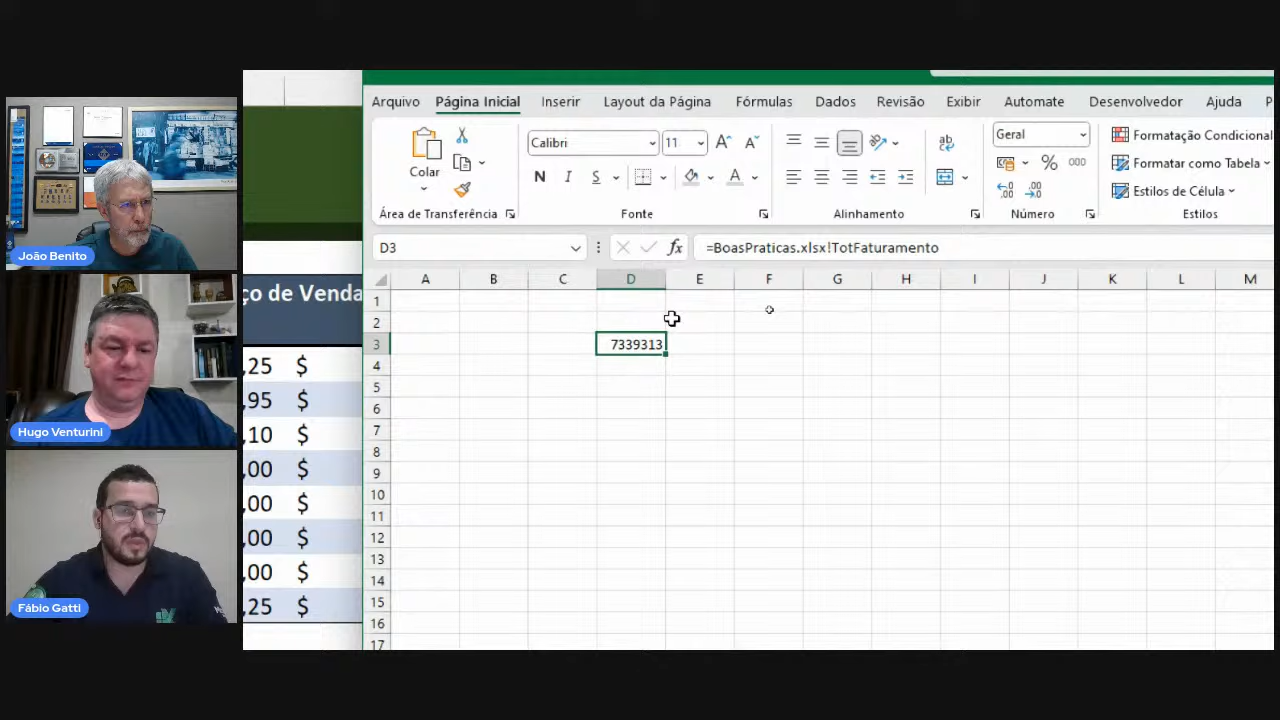 João Benito
Hugo Venturini
Fábio Gatti
ço de Venda
,25 $
,95 $
,10 $
,00 $
,00 $
,00 $
,00 $
,25 $
Arquivo Página Inicial Inserir Layout da Página Fórmulas Dados Revisão Exibir Automate Desenvolvedor Ajuda P
Colar
Área de Transferência
Calibri 11
N I S A
Fonte
ab
Alinhamento
Geral
% 000
Número
Formatação Condicional
Formatar como Tabela
Estilos de Célula
Estilos
D3 fx =BoasPraticas.xlsx!TotFaturamento
A B C D E F G H I J K L M
1
2
3 7339313
4
5
6
7
8
9
10
11
12
13
14
15
16
17